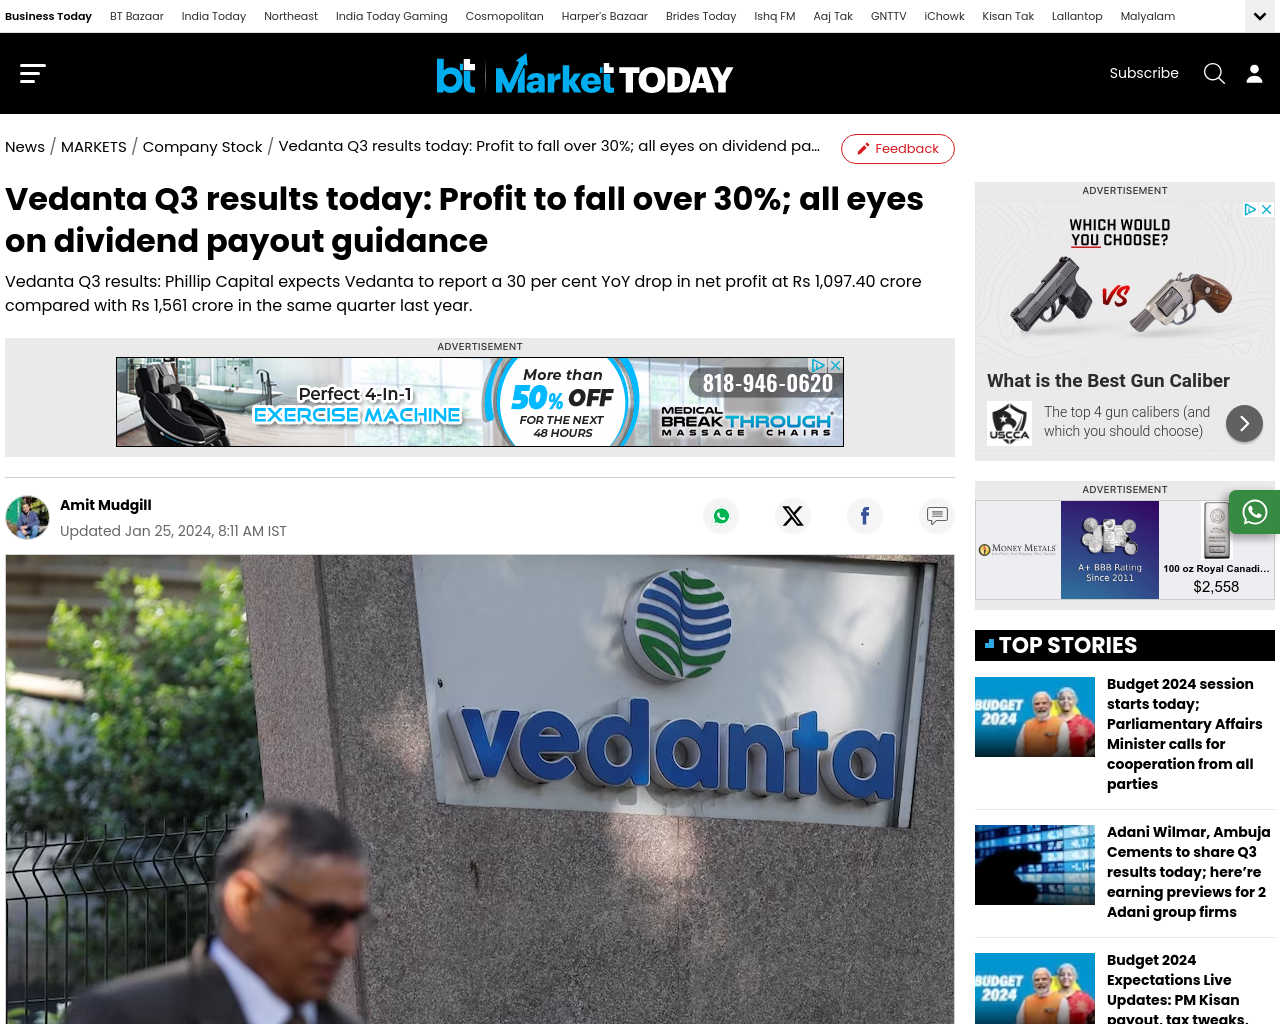 Business Today BT Bazaar India Today Northeast India Today Gaming Cosmopolitan Harper's Bazaar Brides Today Ishq FM Aaj Tak GNTTV iChowk Kisan Tak Lallantop Malyalam
bt Market TODAY
Subscribe
News / MARKETS / Company Stock / Vedanta Q3 results today: Profit to fall over 30%; all eyes on dividend pa...
Feedback
Vedanta Q3 results today: Profit to fall over 30%; all eyes
on dividend payout guidance
Vedanta Q3 results: Phillip Capital expects Vedanta to report a 30 per cent YoY drop in net profit at Rs 1,097.40 crore
compared with Rs 1,561 crore in the same quarter last year.
ADVERTISEMENT
Perfect 4-In-1
EXERCISE MACHINE
More than
50% OFF
FOR THE NEXT
48 HOURS
818-946-0620
MEDICAL
BREAKTHROUGH
MASSAGE CHAIRS
Amit Mudgill
Updated Jan 25, 2024, 8:11 AM IST
vedanta
ADVERTISEMENT
WHICH WOULD
YOU CHOOSE?
VS
What is the Best Gun Caliber
USCCA
The top 4 gun calibers (and
which you should choose)
ADVERTISEMENT
MONEY METALS
A+ BBB Rating
Since 2011
100 oz Royal Canadi...
$2,558
TOP STORIES
BUDGET
2024
Budget 2024 session
starts today;
Parliamentary Affairs
Minister calls for
cooperation from all
parties
Adani Wilmar, Ambuja
Cements to share Q3
results today; here're
earning previews for 2
Adani group firms
BUDGET
2024
Budget 2024
Expectations Live
Updates: PM Kisan
payout, tax tweaks,